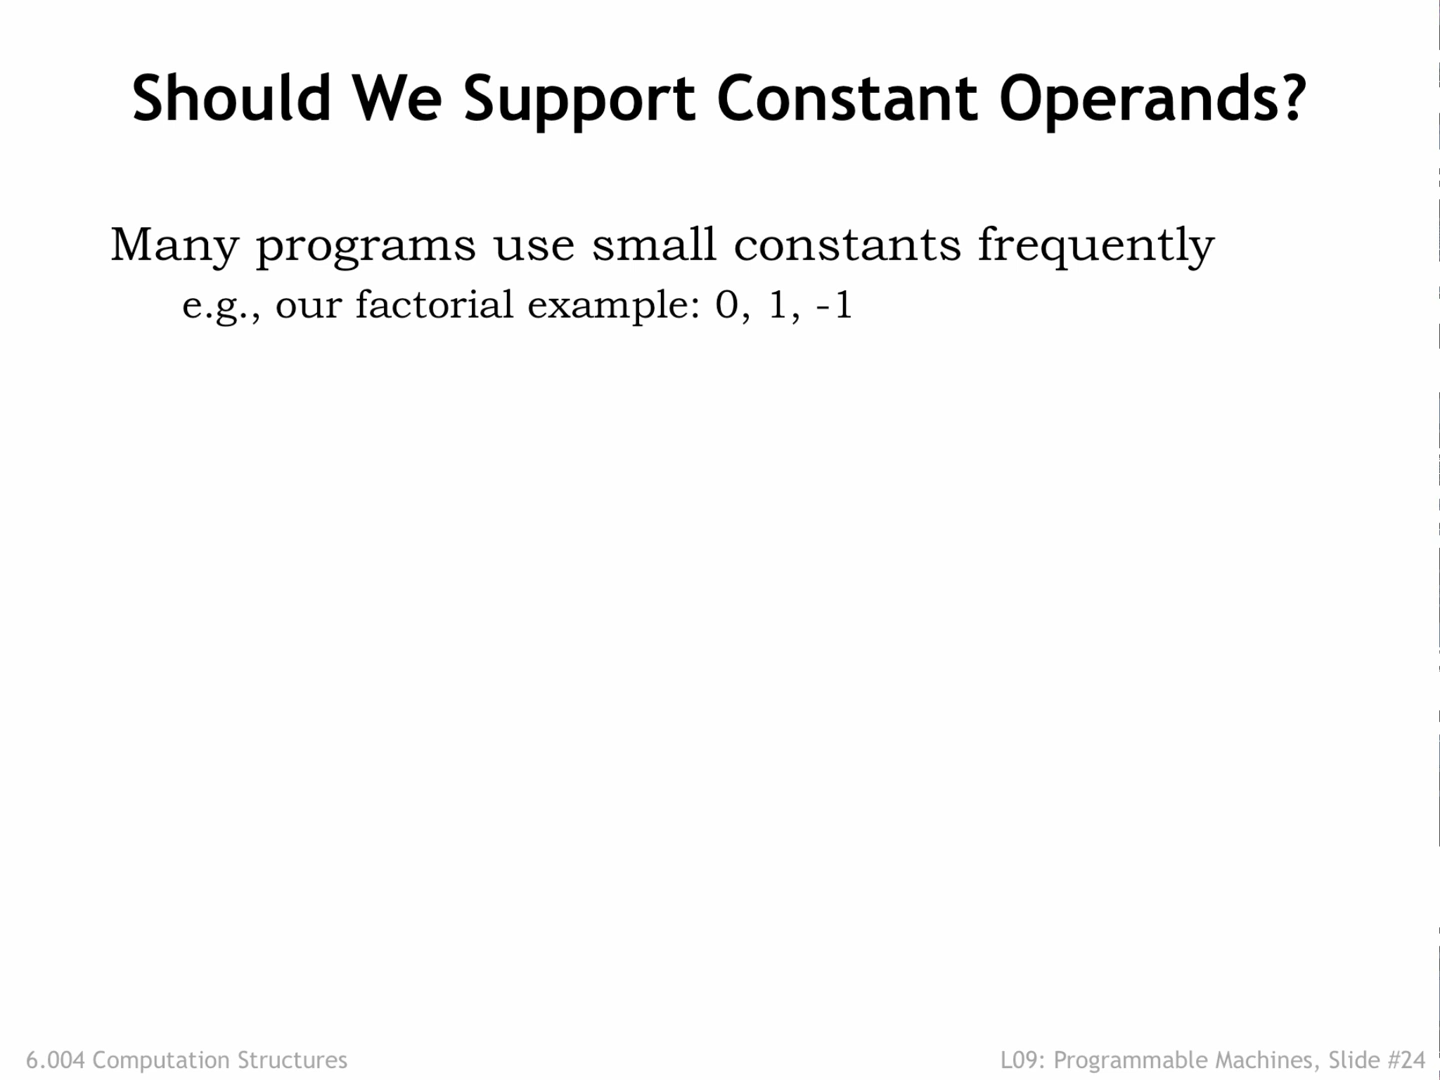 Should We Support Constant Operands?
Many programs use small constants frequently
e.g., our factorial example: 0, 1, -1
6.004 Computation Structures
L09: Programmable Machines, Slide #24